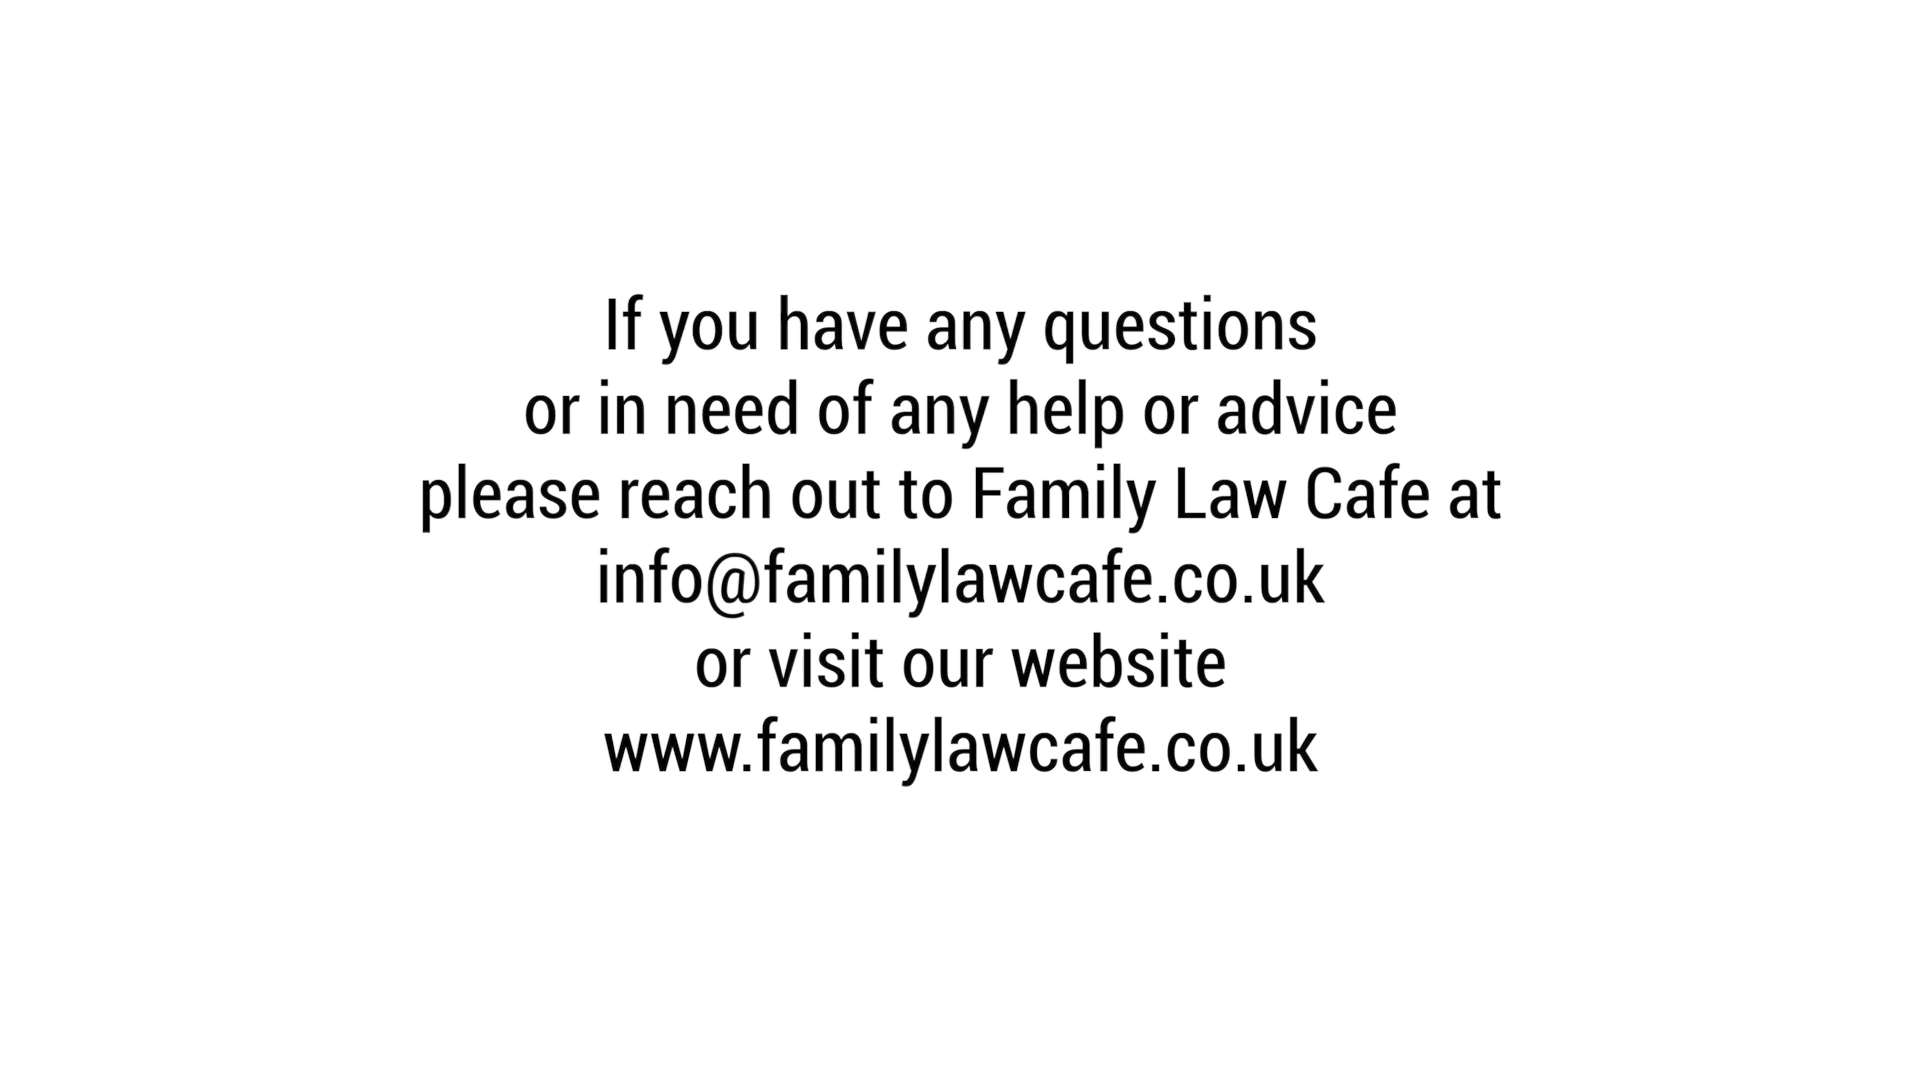 If you have any questions
or in need of any help or advice
please reach out to Family Law Cafe at
info@familylawcafe.co.uk
or visit our website
www.familylawcafe.co.uk